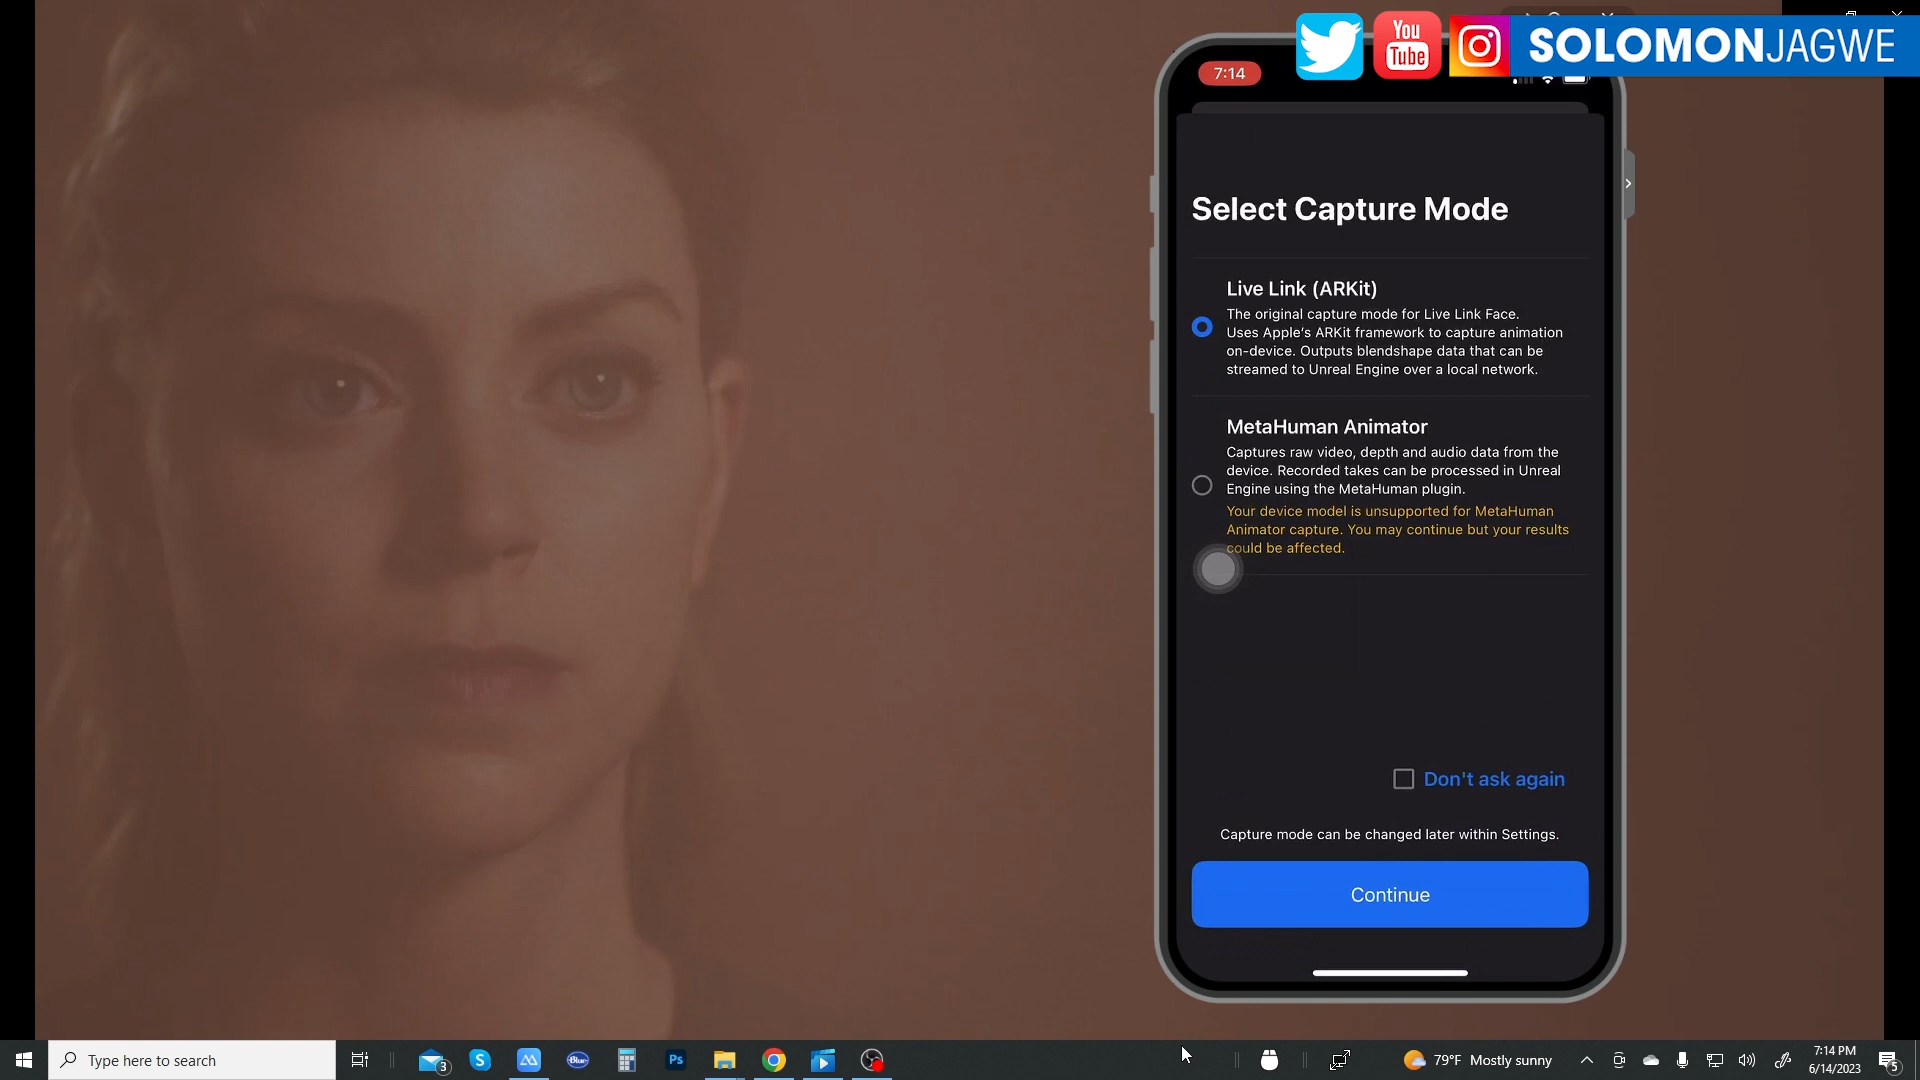 You
Tube
SOLOMONJAGWE
7:14
Select Capture Mode
Live Link (ARKit)
The original capture mode for Live Link Face.
Uses Apple's ARKit framework to capture animation
on-device. Outputs blendshape data that can be
streamed to Unreal Engine over a local network.
MetaHuman Animator
Captures raw video, depth and audio data from the
device. Recorded takes can be processed in Unreal
Engine using the MetaHuman plugin.
Your device model is unsupported for MetaHuman
Animator capture. You may continue but your results
could be affected.
Don't ask again
Capture mode can be changed later within Settings.
Continue
Type here to search
3
S
Blue
Ps
79°F Mostly sunny
7:14 PM
6/14/2023
5